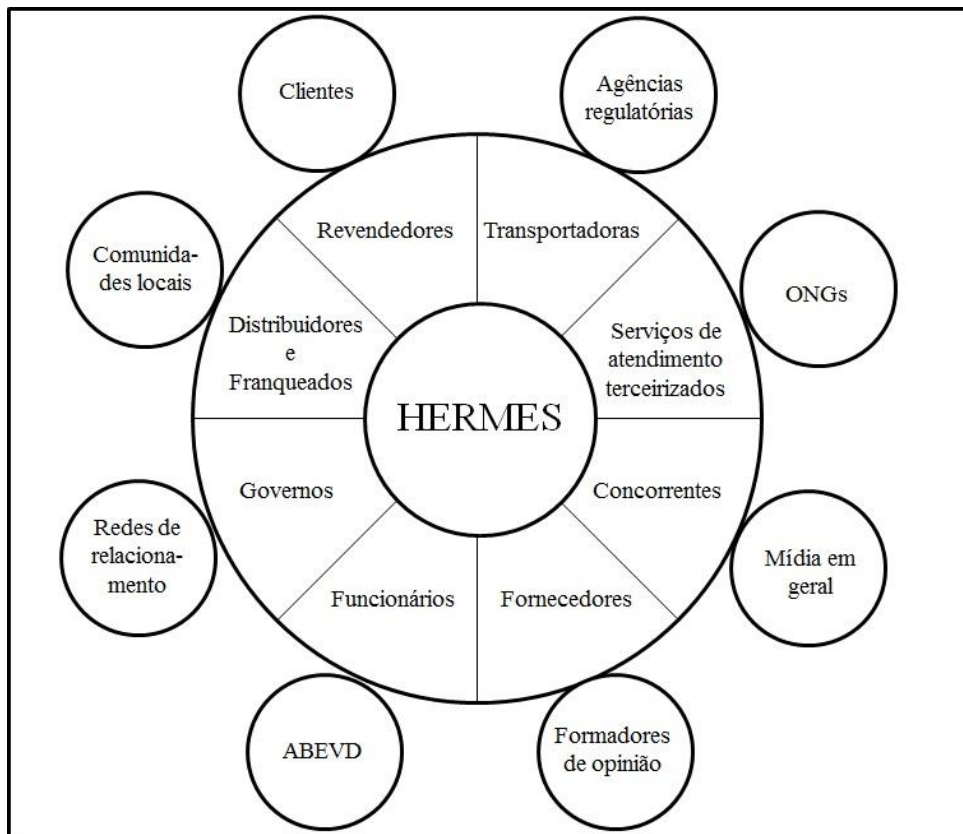 Clientes
Agências
regulatórias
Revendedores
Transportadoras
Comunida-
des locais
ONGs
Distribuidores
e
Franqueados
Serviços de
atendimento
terceirizados
HERMES
Governos
Concorrentes
Redes de
relaciona-
mento
Mídia em
geral
Funcionários
Fornecedores
ABEVD
Formadores
de opinião